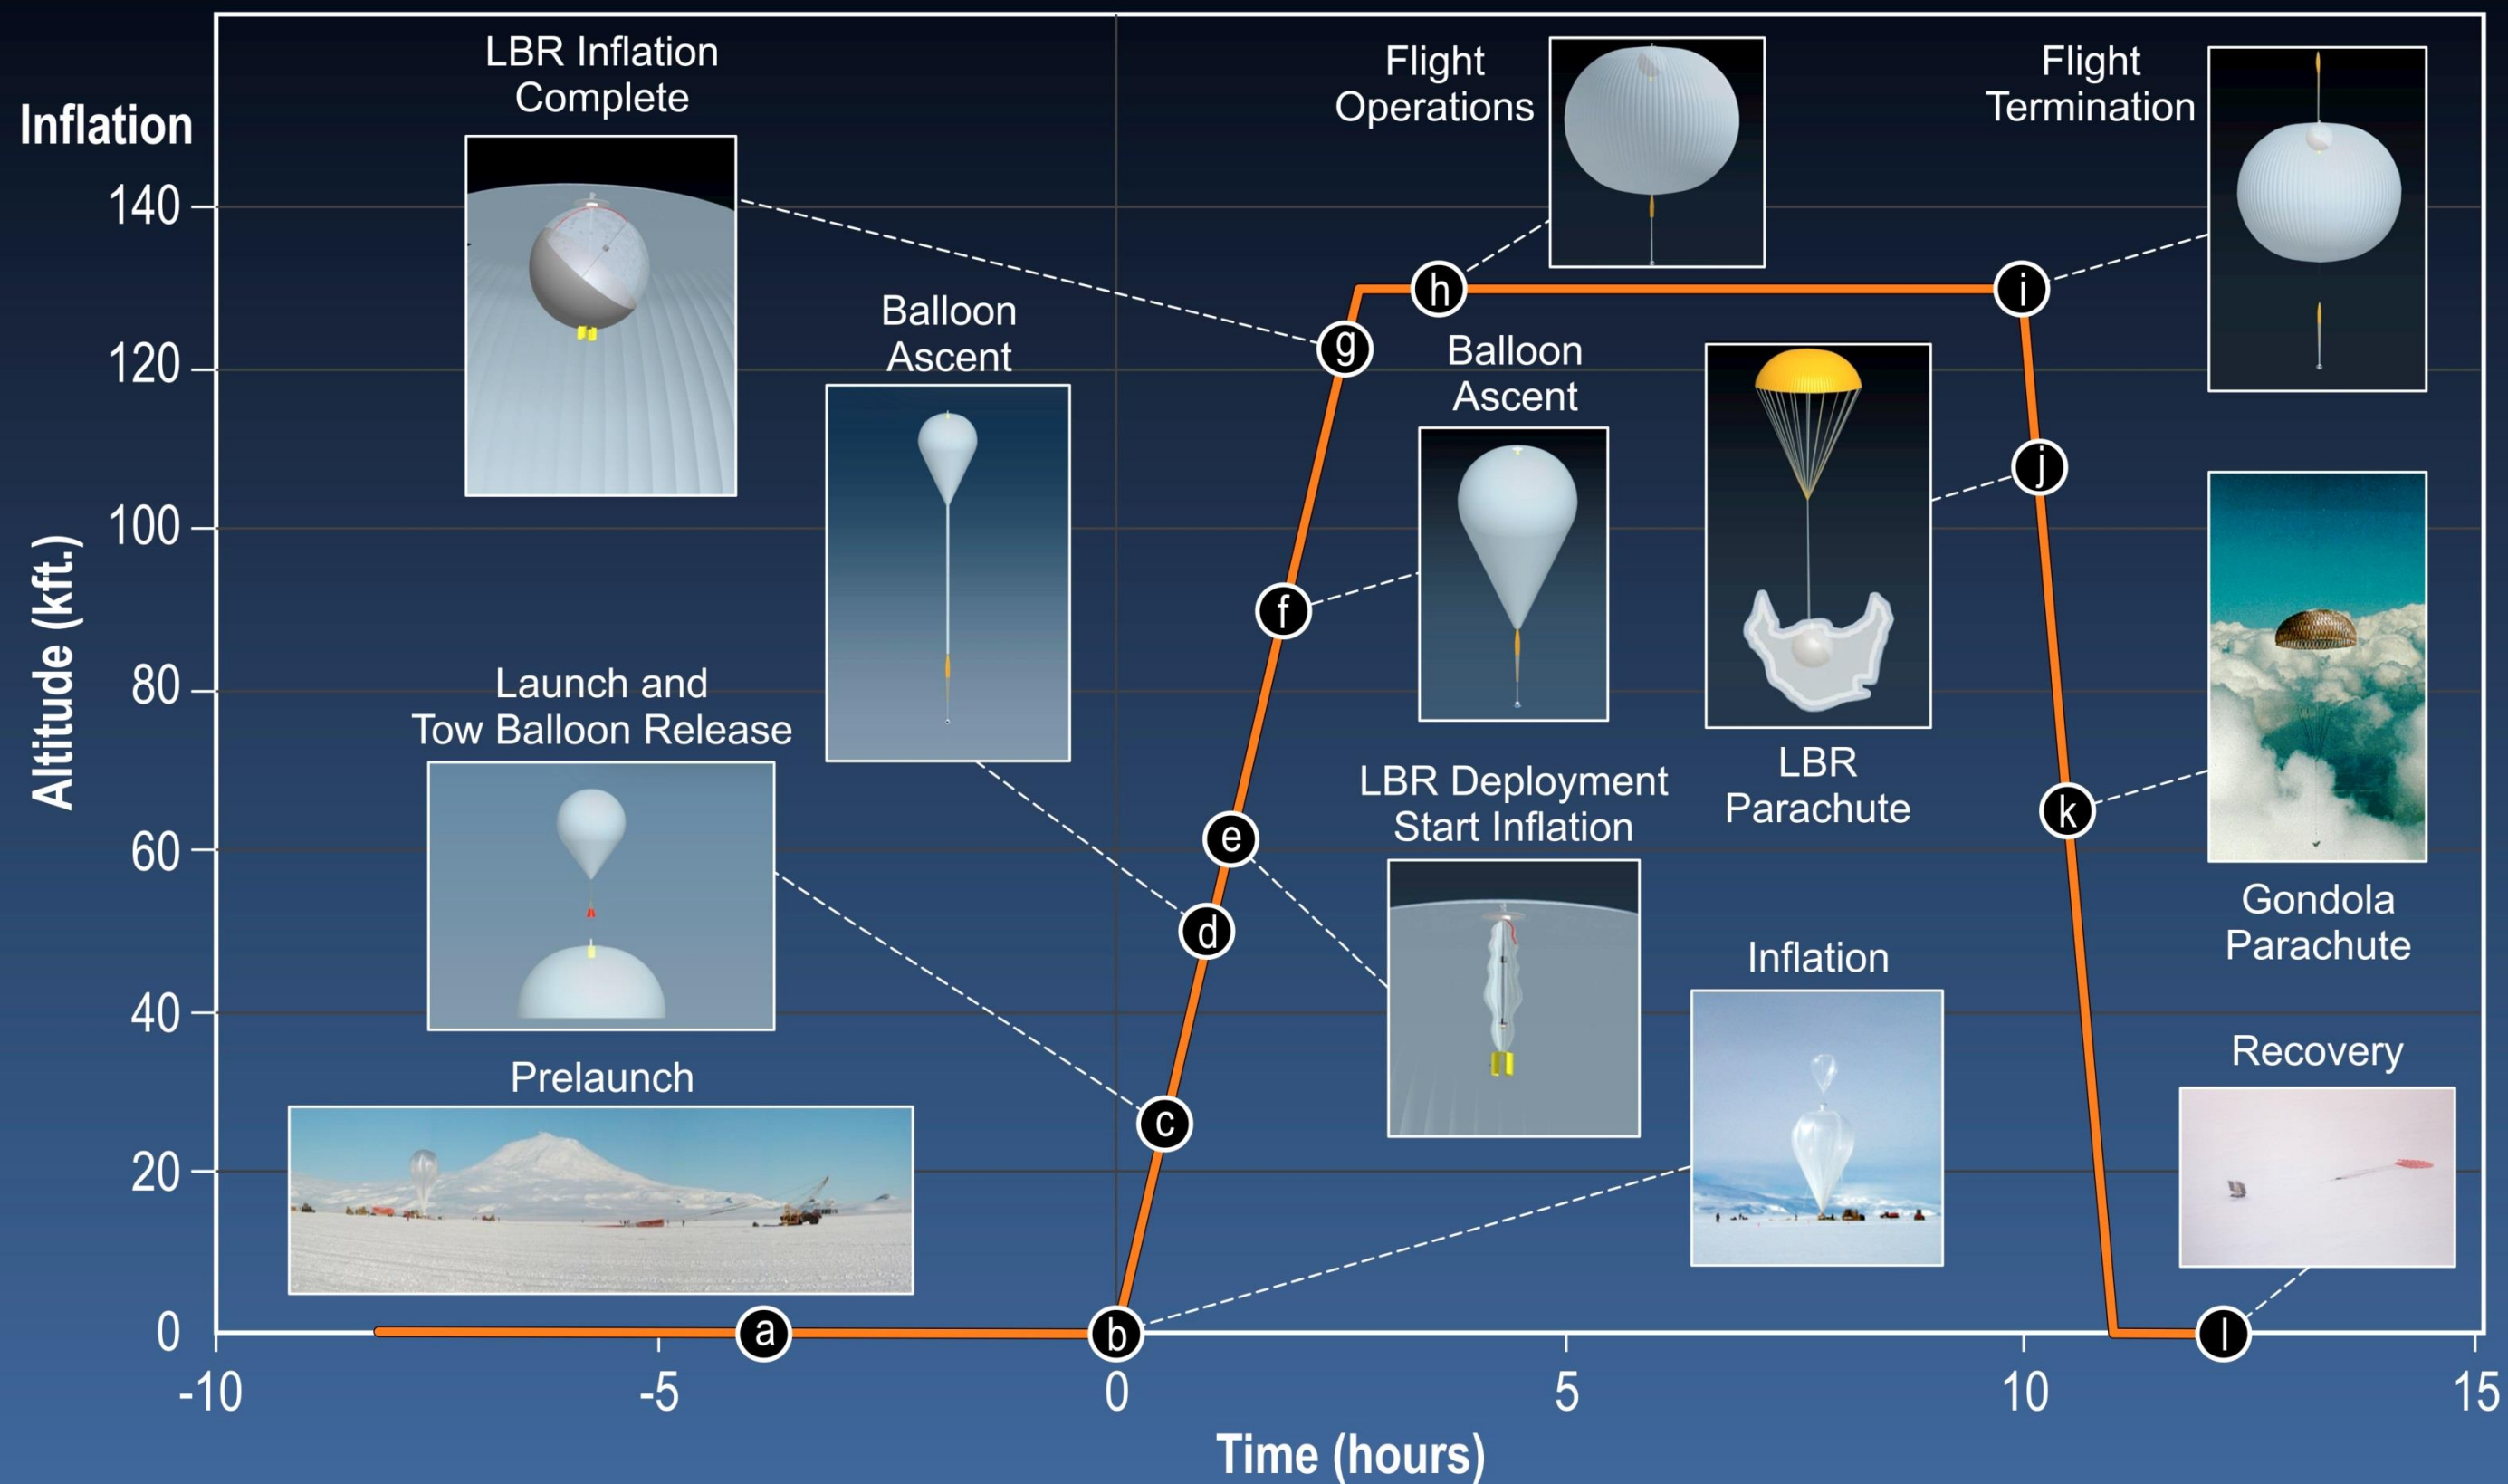 LBR Inflation
Complete
Flight
Operations
Flight
Termination
Inflation
140
120
100
80
60
40
20
0
Altitude (kft.)
Balloon
Ascent
Balloon
Ascent
Launch and
Tow Balloon Release
LBR Deployment
Start Inflation
LBR
Parachute
Gondola
Parachute
Inflation
Prelaunch
Recovery
a
b
c
d
e
f
g
h
i
j
k
l
-10
-5
0
5
10
15
Time (hours)